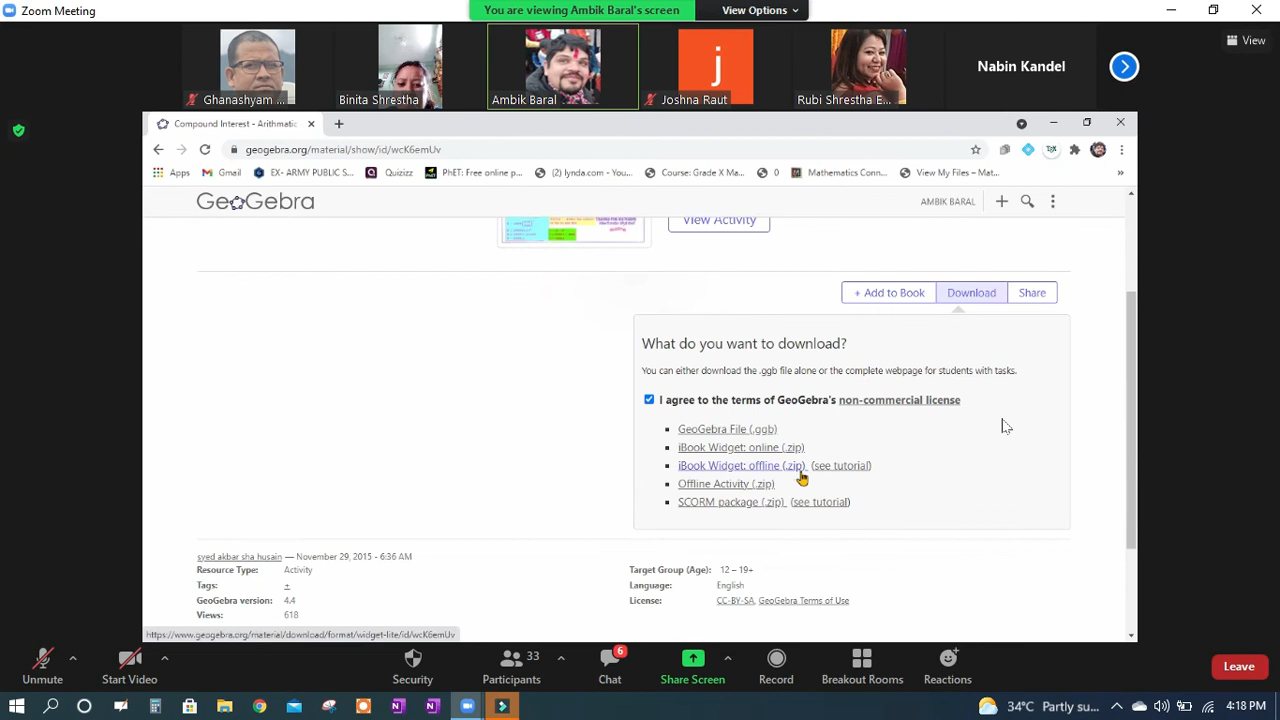 Zoom Meeting
You are viewing Ambik Baral's screen
View Options
Ghanashyam ...
Binita Shrestha
Ambik Baral
j
Joshna Raut
Rubi Shrestha E...
Nabin Kandel
View
Compound Interest - Arithmatic
geogebra.org/material/show/id/wcK6emUv
Apps
Gmail
EX- ARMY PUBLIC S...
Quizizz
PhET: Free online p...
(2) lynda.com - You...
Course: Grade X Ma...
0
Mathematics Conn...
View My Files – Mat...
»
GeoGebra
AMBIK BARAL
View Activity
+ Add to Book
Download
Share
What do you want to download?
You can either download the .ggb file alone or the complete webpage for students with tasks.
I agree to the terms of GeoGebra's non-commercial license
GeoGebra File (.ggb)
iBook Widget: online (.zip)
iBook Widget: offline (.zip) (see tutorial)
Offline Activity (.zip)
SCORM package (.zip) (see tutorial)
syed akbar sha husain — November 29, 2015 - 6:36 AM
Resource Type: Activity
Tags: +
GeoGebra version: 4.4
Views: 618
Target Group (Age): 12 – 19+
Language: English
License: CC-BY-SA, GeoGebra Terms of Use
https://www.geogebra.org/material/download/format/widget-lite/id/wcK6emUv
Unmute
Start Video
Security
33
Participants
6
Chat
Share Screen
Record
Breakout Rooms
Reactions
Leave
34°C Partly su...
4:18 PM